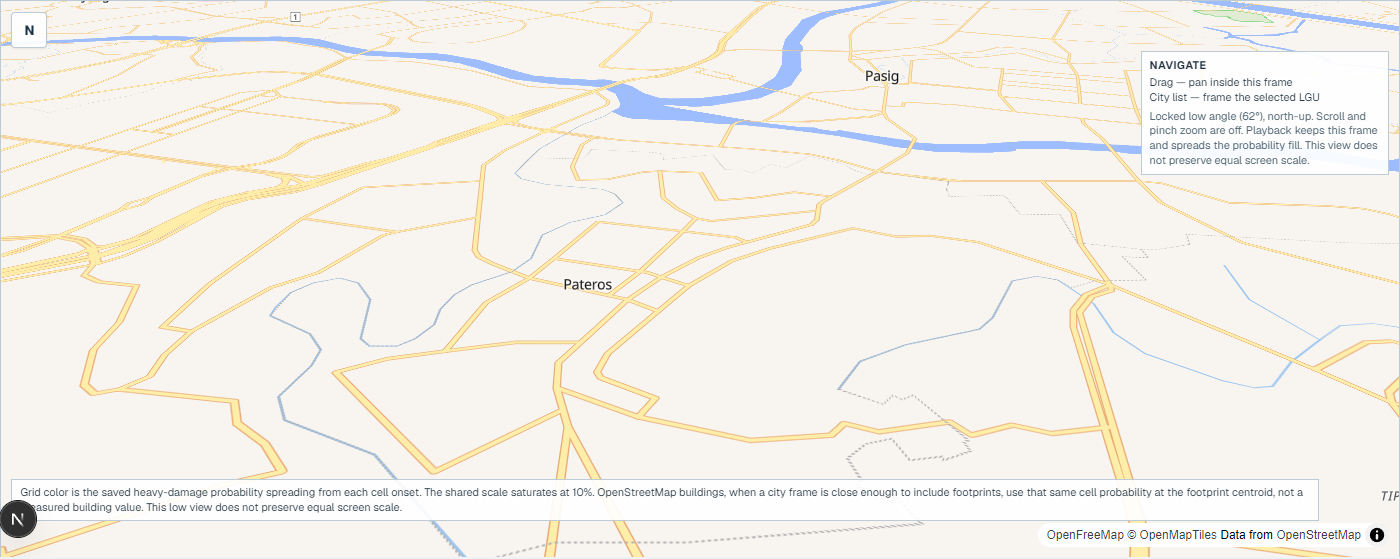 N
1
Pasig
NAVIGATE
Drag — pan inside this frame
City list — frame the selected LGU
Locked low angle (62°), north-up. Scroll and
pinch zoom are off. Playback keeps this frame
and spreads the probability fill. This view does
not preserve equal screen scale.
Pateros
Grid color is the saved heavy-damage probability spreading from each cell onset. The shared scale saturates at 10%. OpenStreetMap buildings, when a city frame is close enough to include footprints, use that same cell probability at the footprint centroid, not a
building value. This low view does not preserve equal screen scale.
N
OpenFreeMap © OpenMapTiles Data from OpenStreetMap